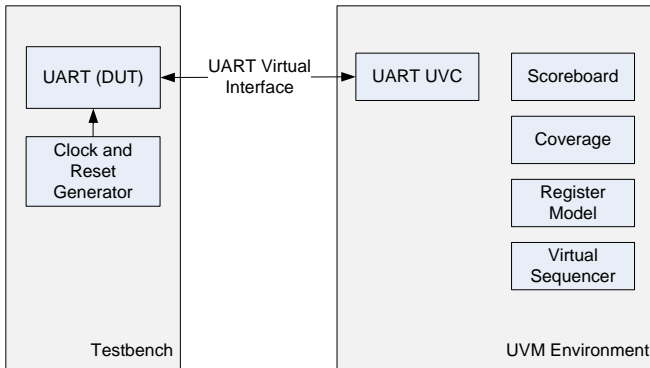 UART (DUT)
Clock and
Reset
Generator
Testbench
UART Virtual
Interface
UART UVC
Scoreboard
Coverage
Register
Model
Virtual
Sequencer
UVM Environment